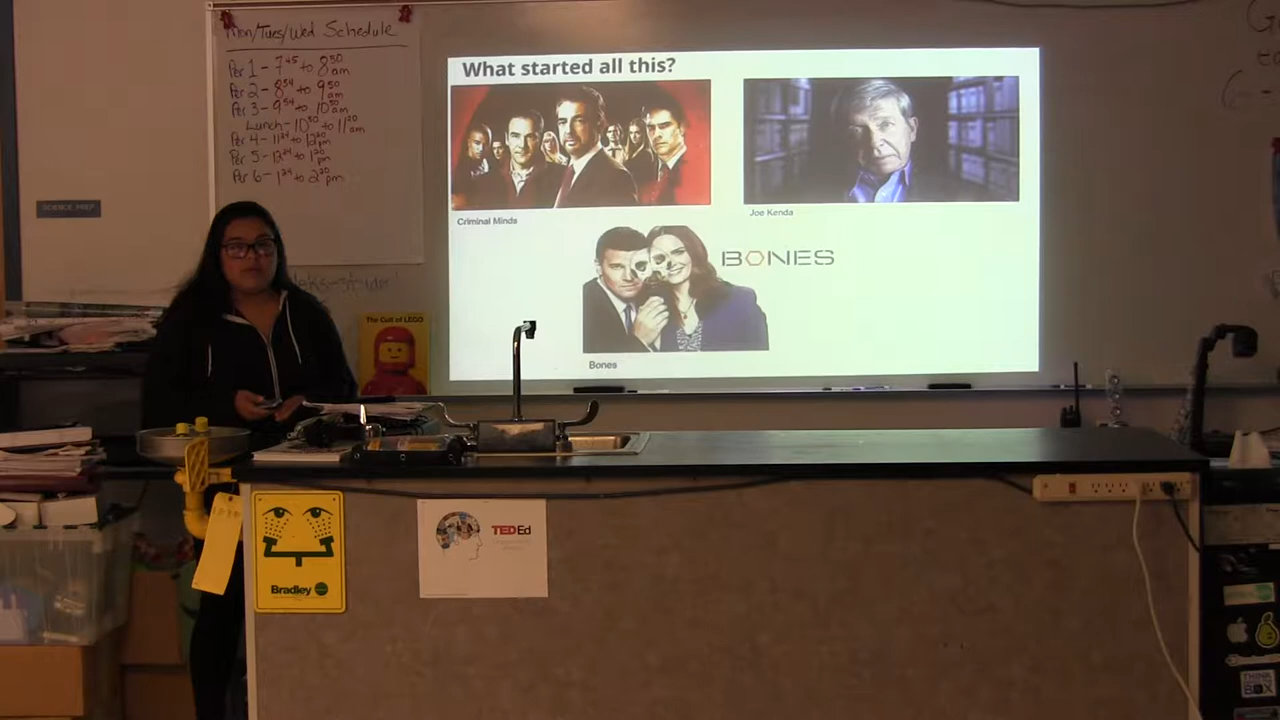 Mon/Tues/Wed Schedule
Per 1 - 7:45 to 8:50 am
Per 2 - 8:54 to 9:50 am
Per 3 - 9:54 to 10:50 am
Lunch - 10:50 to 11:20 am
Per 4 - 11:24 to 12:20 pm
Per 5 - 12:24 to 1:20 pm
Per 6 - 1:24 to 2:20 pm
SCIENCE PREP
What started all this?
Criminal Minds
Joe Kenda
BONES
Bones
The Cult of LEGO
Bradley
TEDEd
THINK
BOX